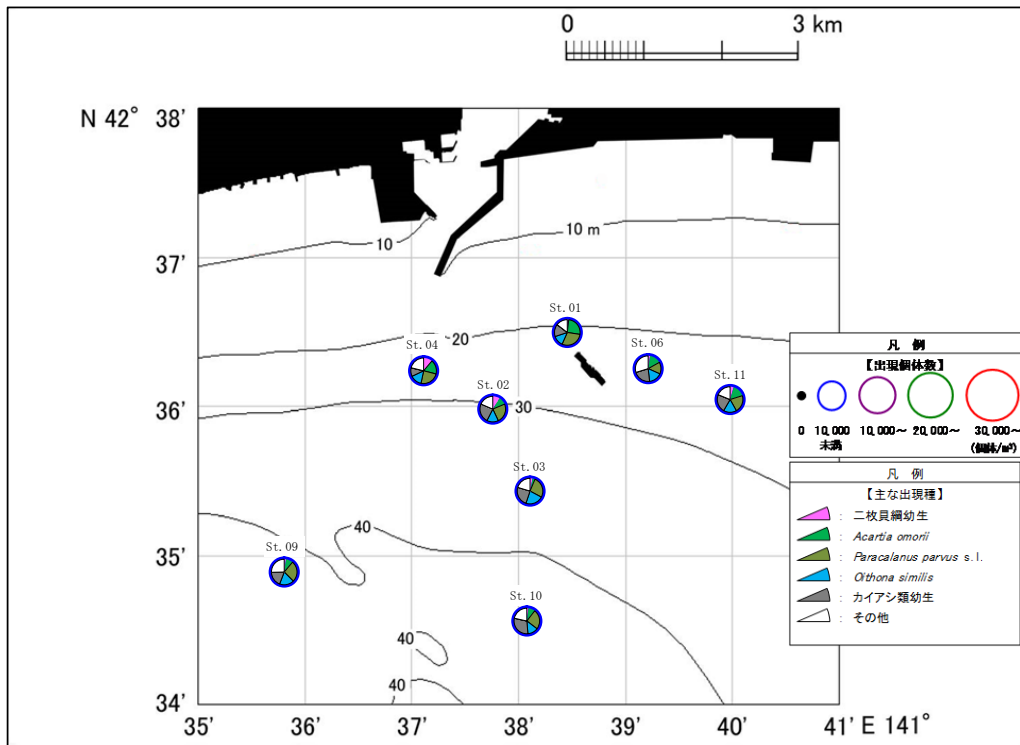 0 3 km
N 42° 38'
10
10 m
37'
St. 01
20
St. 04
St. 06
St. 02
St. 11
36'
30
St. 03
40
St. 09
35'
St. 10
40
40
34'
35' 36' 37' 38' 39' 40' 41' E 141°
凡 例
【出現個体数】
0 10,000未満 10,000～ 20,000～ 30,000～
(個体/m³)
凡 例
【主な出現種】
: 二枚貝綱幼生
: Acartia omorii
: Paracalanus parvus s.l.
: Oithona similis
: カイアシ類幼生
: その他